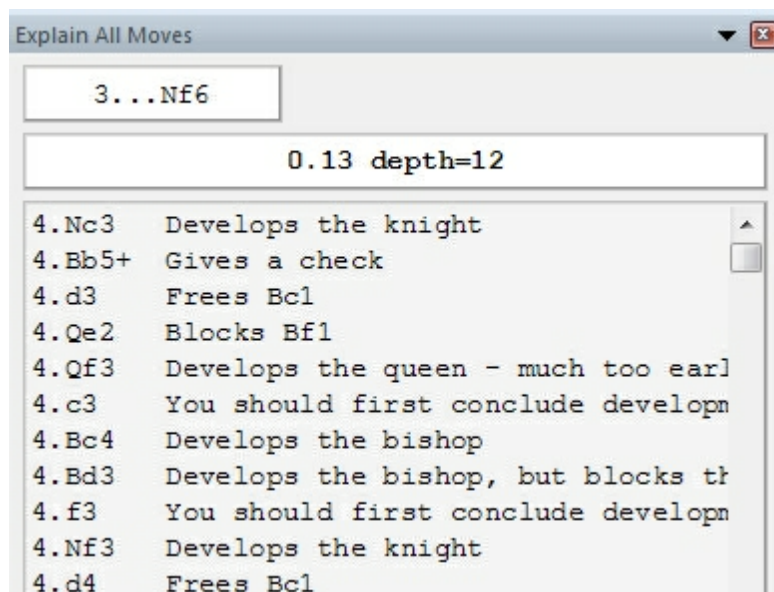 Explain All Moves
3...Nf6
0.13 depth=12
4.Nc3 Develops the knight
4.Bb5+ Gives a check
4.d3 Frees Bc1
4.Qe2 Blocks Bf1
4.Qf3 Develops the queen - much too earl
4.c3 You should first conclude developm
4.Bc4 Develops the bishop
4.Bd3 Develops the bishop, but blocks th
4.f3 You should first conclude developm
4.Nf3 Develops the knight
4.d4 Frees Bc1